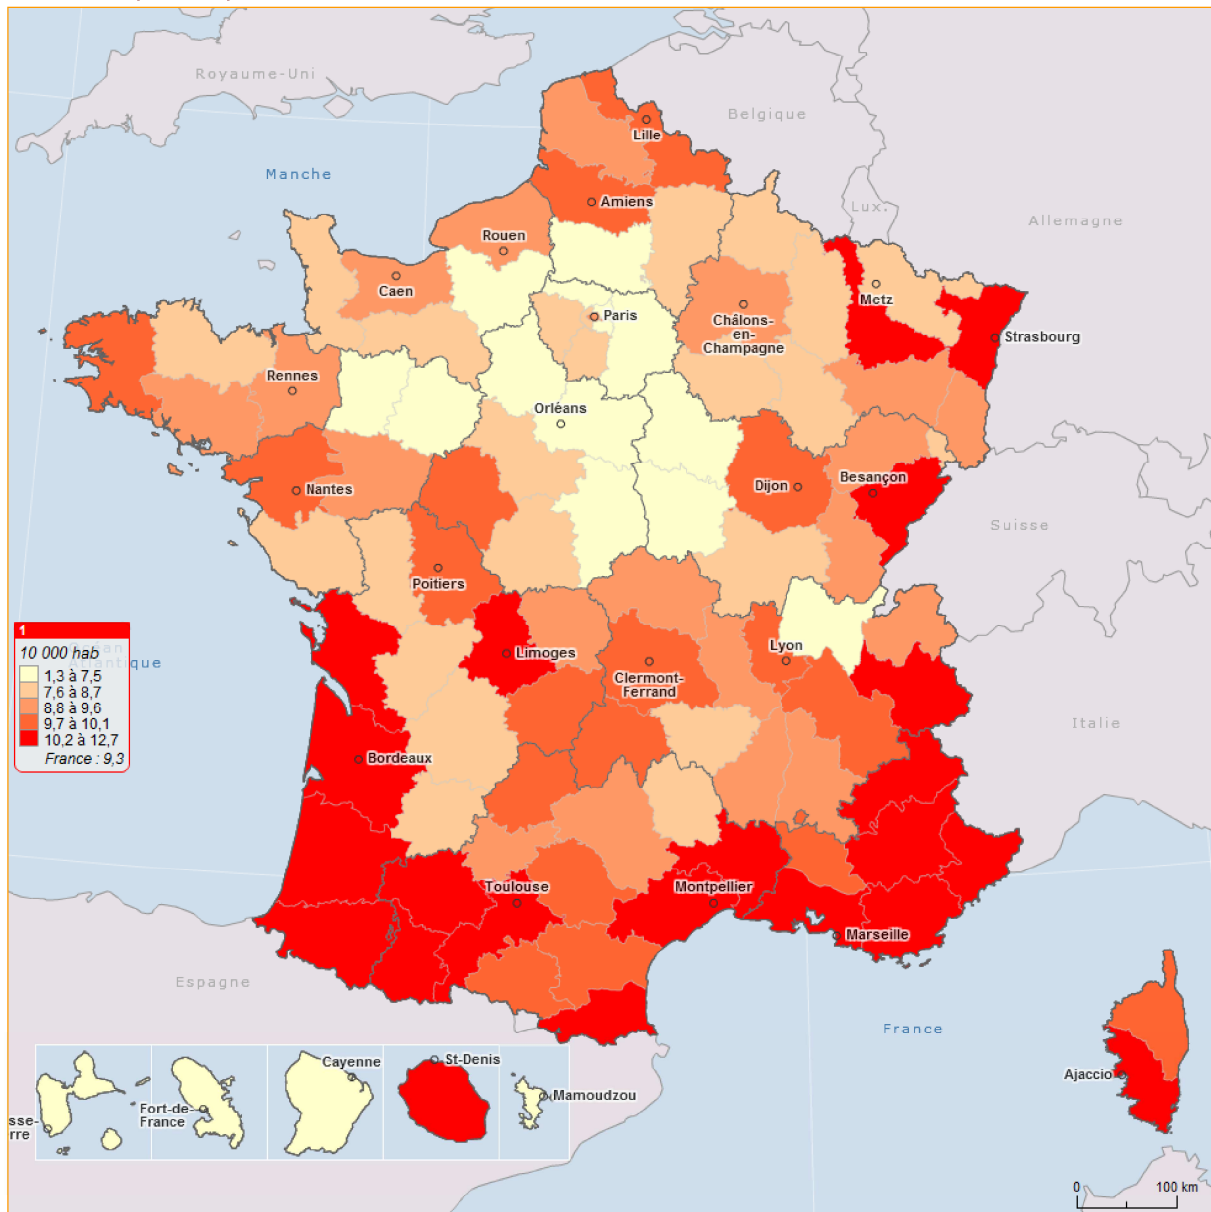 Royaume-Uni
Belgique
Lille
Manche
Amiens
Lux.
Allemagne
Rouen
Caen
Metz
Paris
Châlons-
en-
Champagne
Strasbourg
Rennes
Orléans
Besançon
Dijon
Nantes
Suisse
Poitiers
1
10 000 hab
Atlantique
1,3 à 7,5
7,6 à 8,7
8,8 à 9,6
9,7 à 10,1
10,2 à 12,7
France : 9,3
Limoges
Lyon
Clermont-
Ferrand
Italie
Bordeaux
Toulouse
Montpellier
Marseille
Espagne
France
Cayenne
St-Denis
Ajaccio
Mamoudzou
Fort-de-
France
sse-
rre
0 100 km